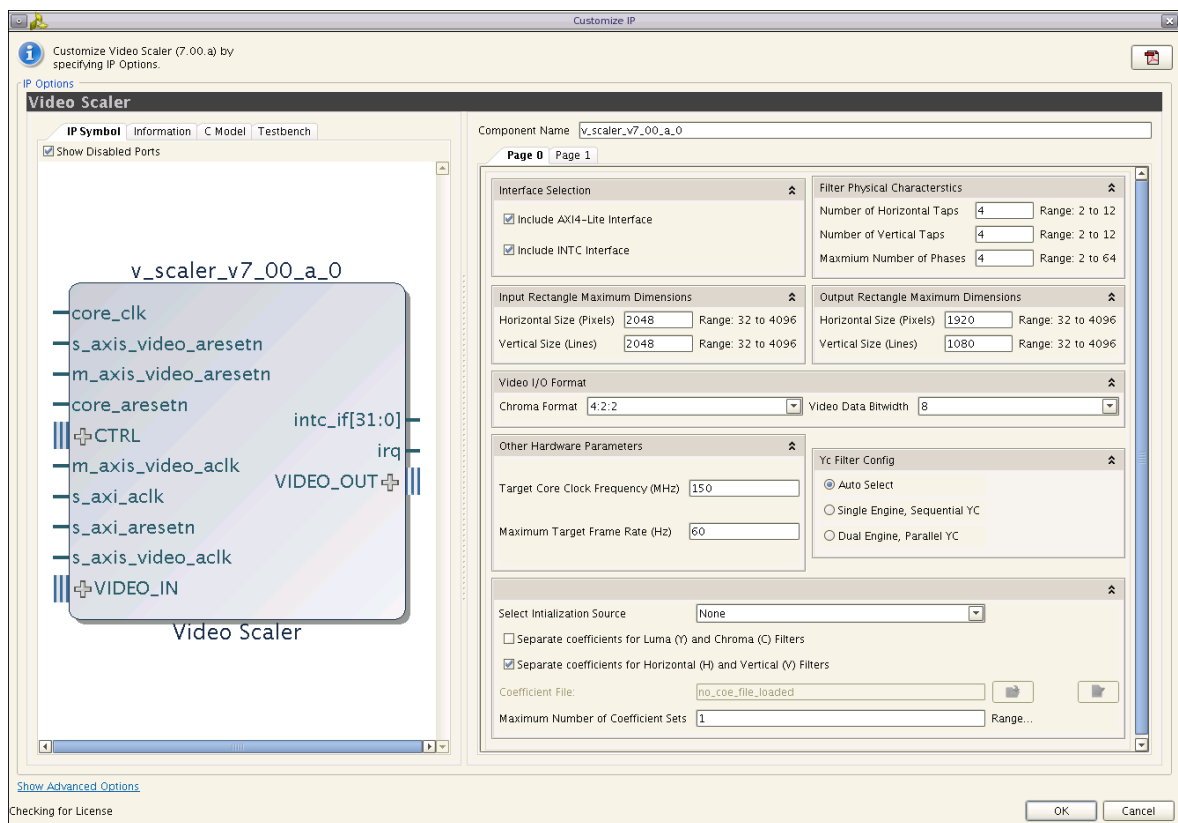 Customize IP
Customize Video Scaler (7.00.a) by
specifying IP Options.
IP Options
Video Scaler
IP Symbol Information C Model Testbench
Show Disabled Ports
v_scaler_v7_00_a_0
core_clk
s_axis_video_aresetn
m_axis_video_aresetn
core_aresetn
CTRL
m_axis_video_aclk
s_axi_aclk
s_axi_aresetn
s_axis_video_aclk
VIDEO_IN
intc_if[31:0]
irq
VIDEO_OUT
Video Scaler
Component Name v_scaler_v7_00_a_0
Page 0 Page 1
Interface Selection
Include AXI4-Lite Interface
Include INTC Interface
Filter Physical Characterstics
Number of Horizontal Taps 4 Range: 2 to 12
Number of Vertical Taps 4 Range: 2 to 12
Maxmium Number of Phases 4 Range: 2 to 64
Input Rectangle Maximum Dimensions
Horizontal Size (Pixels) 2048 Range: 32 to 4096
Vertical Size (Lines) 2048 Range: 32 to 4096
Output Rectangle Maximum Dimensions
Horizontal Size (Pixels) 1920 Range: 32 to 4096
Vertical Size (Lines) 1080 Range: 32 to 4096
Video I/O Format
Chroma Format 4:2:2 Video Data Bitwidth 8
Other Hardware Parameters
Target Core Clock Frequency (MHz) 150
Maximum Target Frame Rate (Hz) 60
Yc Filter Config
Auto Select
Single Engine, Sequential YC
Dual Engine, Parallel YC
Select Intialization Source None
Separate coefficients for Luma (Y) and Chroma (C) Filters
Separate coefficients for Horizontal (H) and Vertical (V) Filters
Coefficient File: no_coe_file_loaded
Maximum Number of Coefficient Sets 1 Range...
Show Advanced Options
Checking for License
OK Cancel